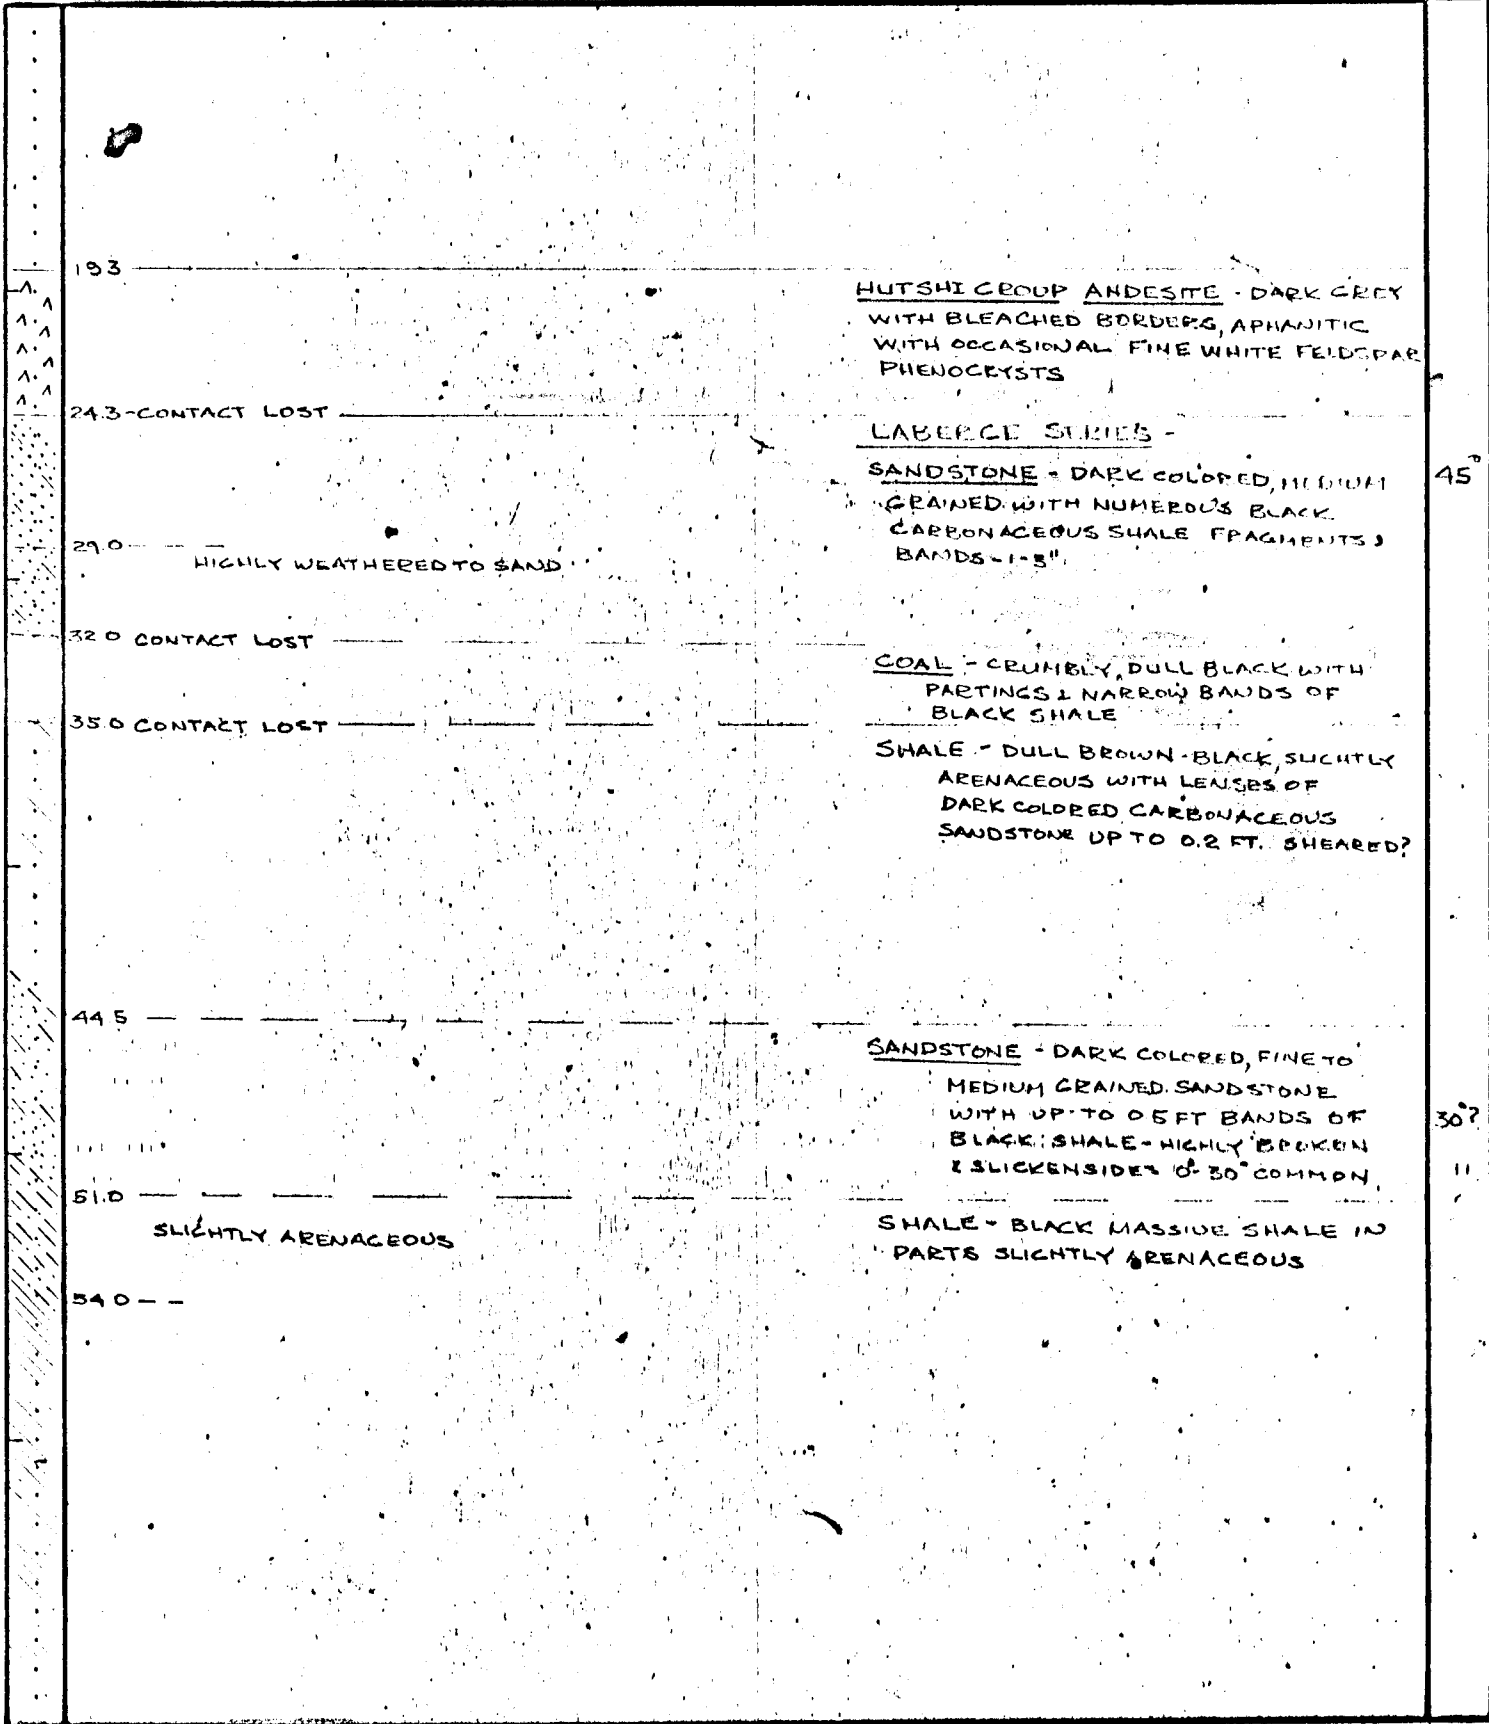 19.3
HUTSHI GROUP ANDESITE - DARK GREY
WITH BLEACHED BORDERS, APHANITIC
WITH OCCASIONAL FINE WHITE FELDSPAR
PHENOCRYSTS
24.3 - CONTACT LOST
LABERGE SERIES -
SANDSTONE - DARK COLORED, MEDIUM
45°
GRAINED WITH NUMEROUS BLACK
CARBONACEOUS SHALE FRAGMENTS &
BANDS - 1-3"
29.0
HIGHLY WEATHERED TO SAND
32.0 CONTACT LOST
COAL - CRUMBLY, DULL BLACK WITH
PARTINGS & NARROW BANDS OF
BLACK SHALE
35.0 CONTACT LOST
SHALE - DULL BROWN-BLACK, SLIGHTLY
ARENACEOUS WITH LENSES OF
DARK COLORED CARBONACEOUS
SANDSTONE UP TO 0.2 FT. SHEARED?
44.5
SANDSTONE - DARK COLORED, FINE TO
MEDIUM GRAINED SANDSTONE
WITH UP TO 0.5 FT BANDS OF
30°?
BLACK SHALE - HIGHLY BROKEN
& SLICKENSIDES 0°-30° COMMON
"
51.0
SLIGHTLY ARENACEOUS
SHALE - BLACK MASSIVE SHALE IN
PARTS SLIGHTLY ARENACEOUS
54.0